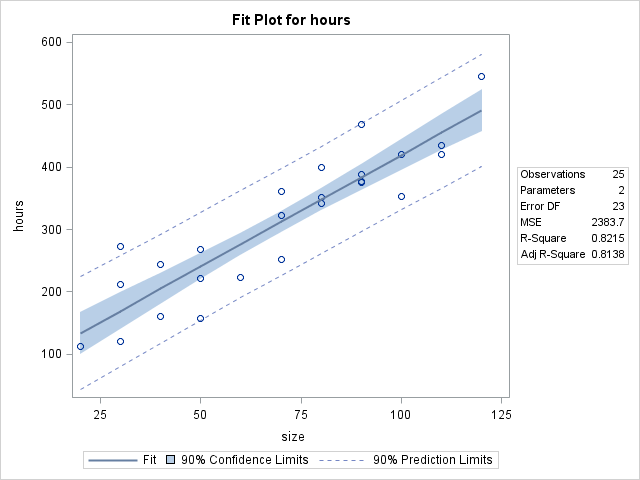 Fit Plot for hours
600
500
400
300
200
100
hours
25
50
75
100
125
size
Observations 25
Parameters 2
Error DF 23
MSE 2383.7
R-Square 0.8215
Adj R-Square 0.8138
Fit 90% Confidence Limits 90% Prediction Limits